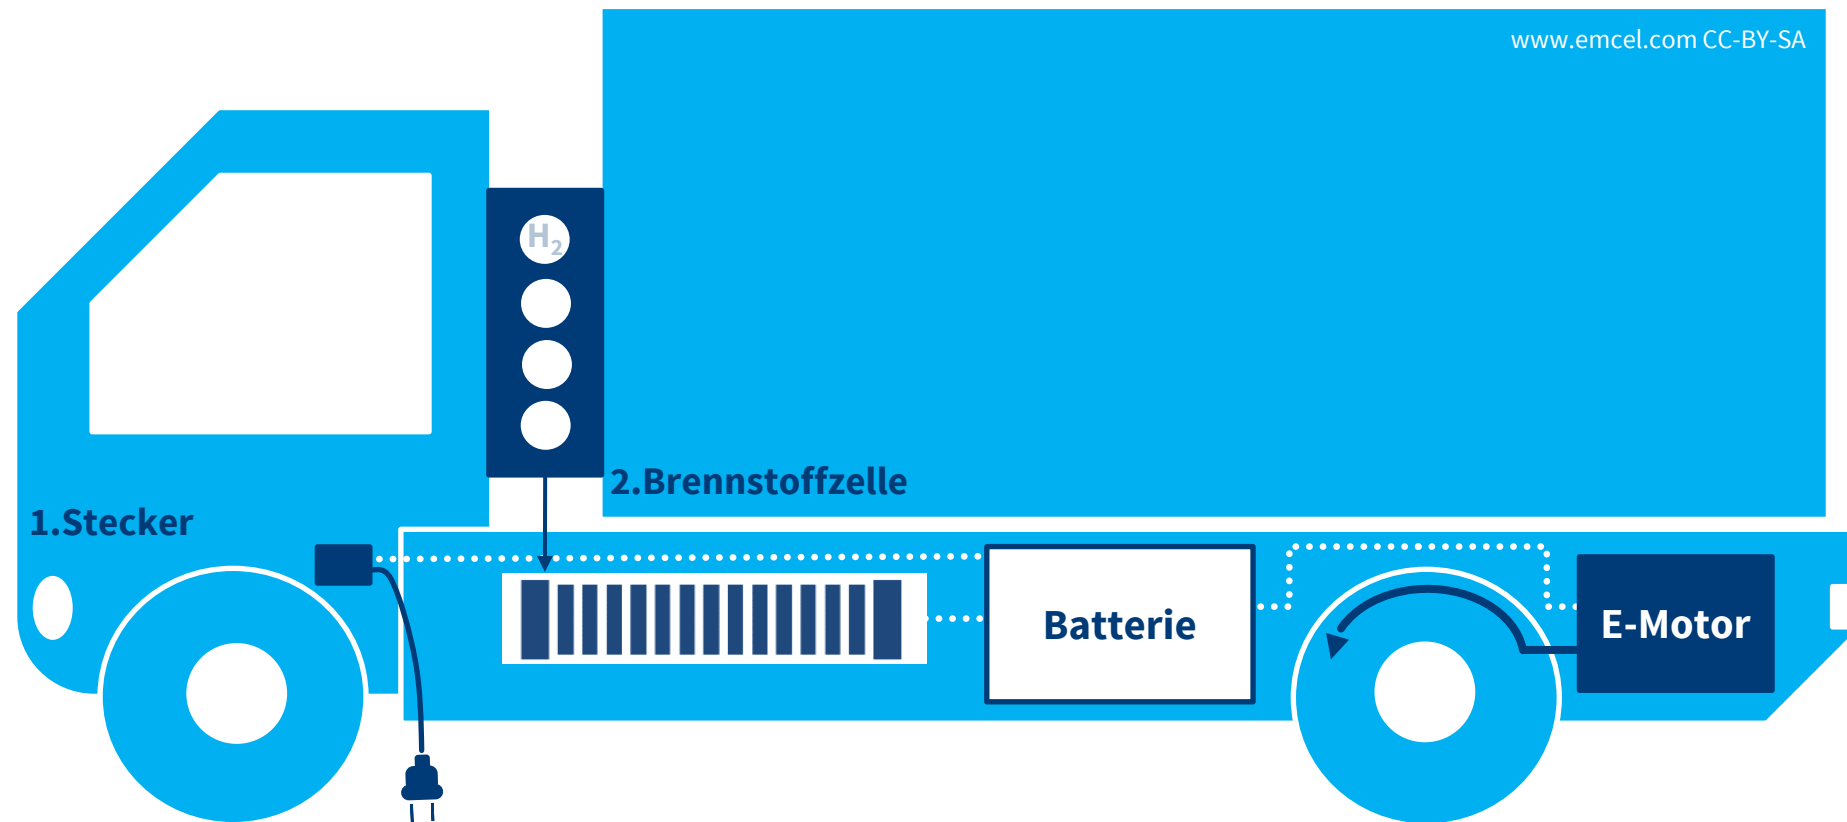 www.emcel.com CC-BY-SA
H₂
2.Brennstoffzelle
1.Stecker
Batterie
E-Motor